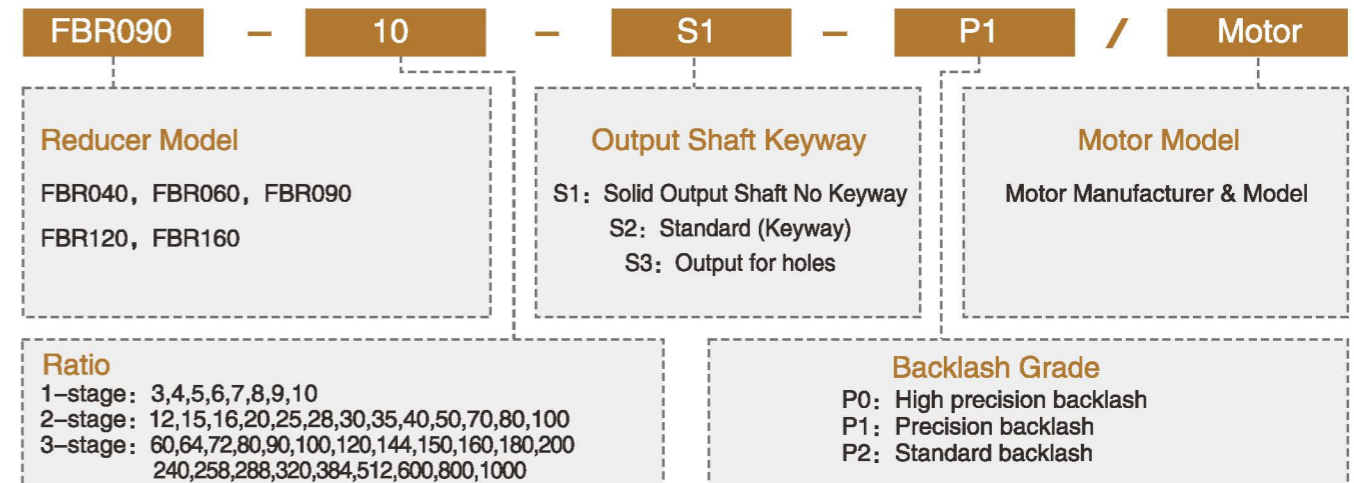 FBR090 – 10 – S1 – P1 / Motor
Reducer Model
FBR040，FBR060，FBR090
FBR120，FBR160
Output Shaft Keyway
S1：Solid Output Shaft No Keyway
S2：Standard (Keyway)
S3：Output for holes
Motor Model
Motor Manufacturer & Model
Ratio
1–stage：3,4,5,6,7,8,9,10
2–stage：12,15,16,20,25,28,30,35,40,50,70,80,100
3–stage：60,64,72,80,90,100,120,144,150,160,180,200
240,258,288,320,384,512,600,800,1000
Backlash Grade
P0：High precision backlash
P1：Precision backlash
P2：Standard backlash